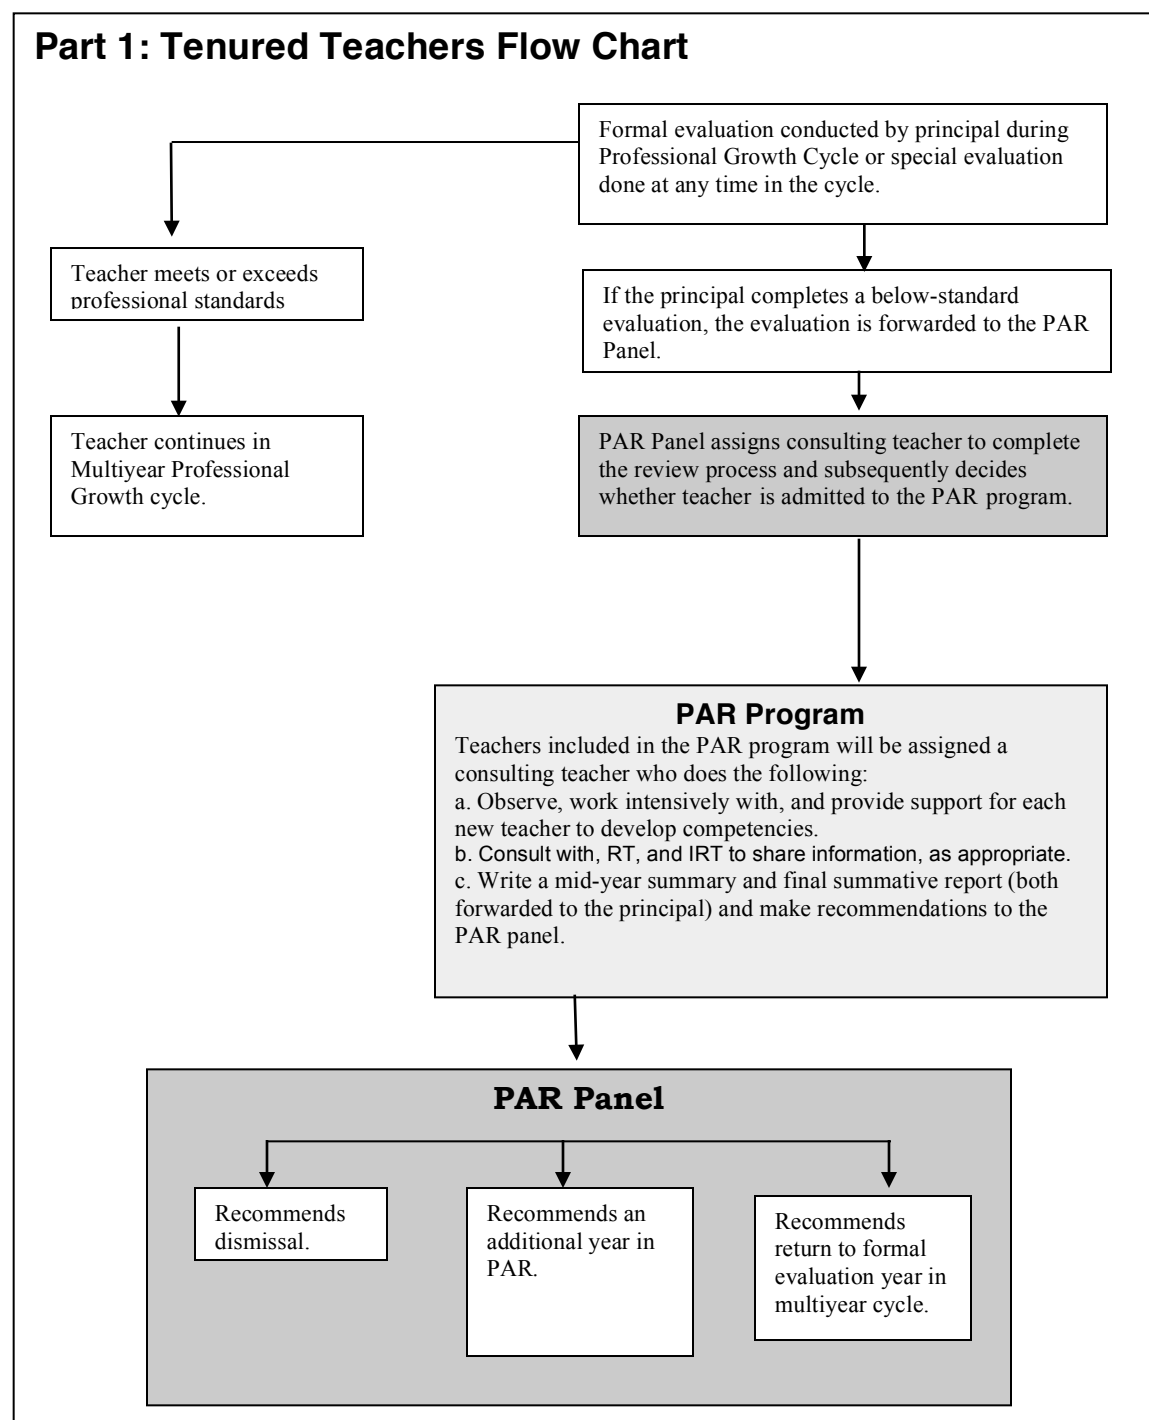 Part 1: Tenured Teachers Flow Chart
Formal evaluation conducted by principal during
Professional Growth Cycle or special evaluation
done at any time in the cycle.
Teacher meets or exceeds
professional standards
If the principal completes a below-standard
evaluation, the evaluation is forwarded to the PAR
Panel.
Teacher continues in
Multiyear Professional
Growth cycle.
PAR Panel assigns consulting teacher to complete
the review process and subsequently decides
whether teacher is admitted to the PAR program.
PAR Program
Teachers included in the PAR program will be assigned a
consulting teacher who does the following:
a. Observe, work intensively with, and provide support for each
new teacher to develop competencies.
b. Consult with, RT, and IRT to share information, as appropriate.
c. Write a mid-year summary and final summative report (both
forwarded to the principal) and make recommendations to the
PAR panel.
PAR Panel
Recommends
dismissal.
Recommends an
additional year in
PAR.
Recommends
return to formal
evaluation year in
multiyear cycle.